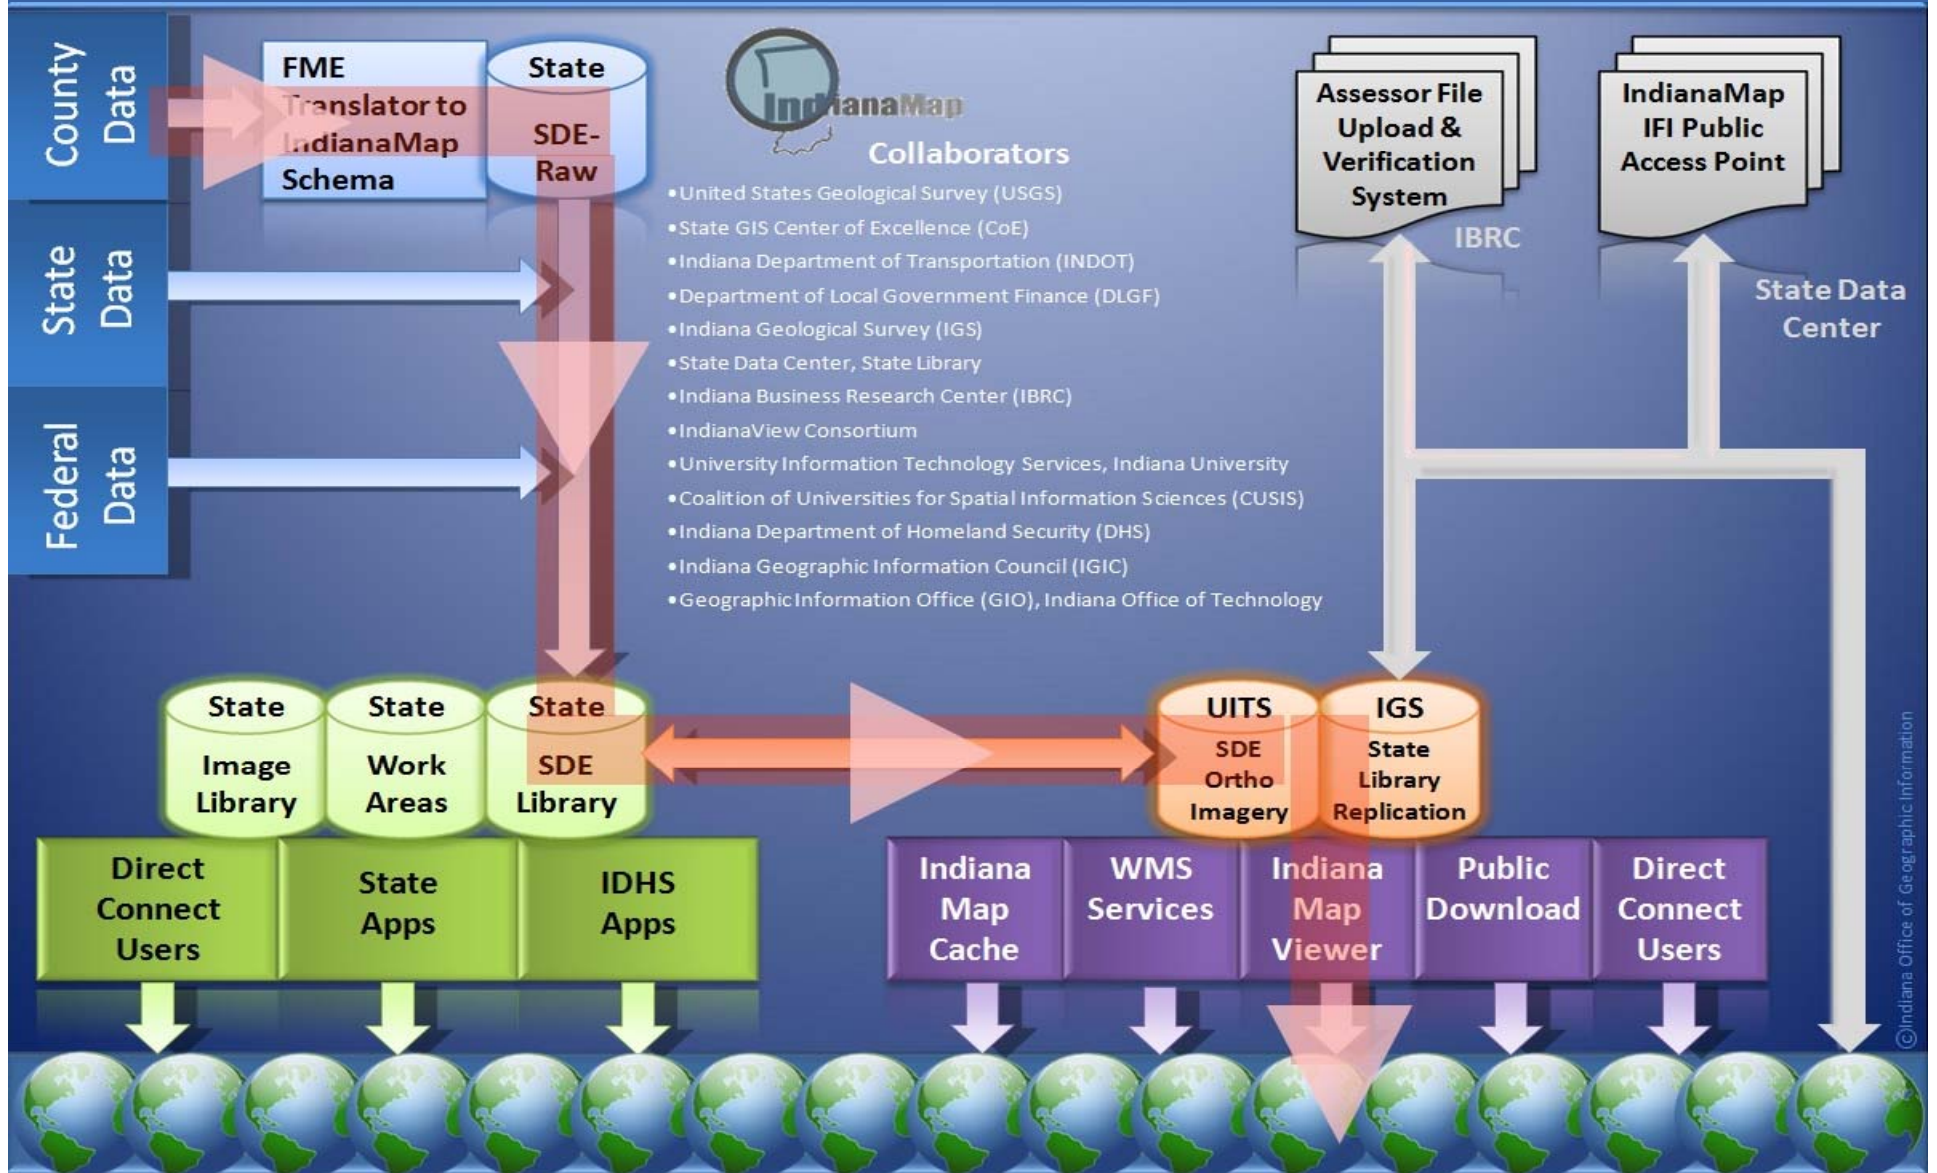 County
Data
State
Data
Federal
Data
FME
Translator to
IndianaMap
Schema
State
SDE-
Raw
IndianaMap
Collaborators
•United States Geological Survey (USGS)
•State GIS Center of Excellence (CoE)
•Indiana Department of Transportation (INDOT)
•Department of Local Government Finance (DLGF)
•Indiana Geological Survey (IGS)
•State Data Center, State Library
•Indiana Business Research Center (IBRC)
•IndianaView Consortium
•University Information Technology Services, Indiana University
•Coalition of Universities for Spatial Information Sciences (CUSIS)
•Indiana Department of Homeland Security (DHS)
•Indiana Geographic Information Council (IGIC)
•Geographic Information Office (GIO), Indiana Office of Technology
Assessor File
Upload &
Verification
System
IBRC
IndianaMap
IFI Public
Access Point
State Data
Center
State
Image
Library
State
Work
Areas
State
SDE
Library
UITS
SDE
Ortho
Imagery
IGS
State
Library
Replication
Direct
Connect
Users
State
Apps
IDHS
Apps
Indiana
Map
Cache
WMS
Services
Indiana
Map
Viewer
Public
Download
Direct
Connect
Users
©Indiana Office of Geographic Information